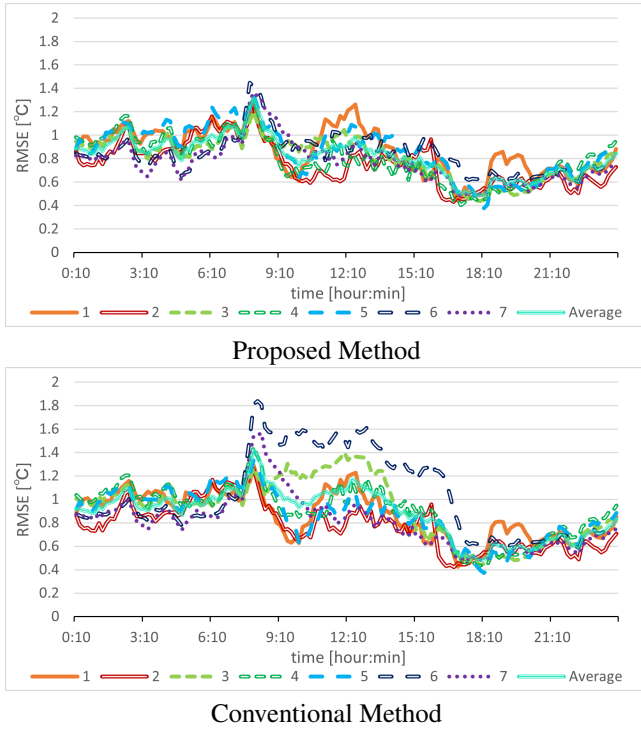 2
1.8
1.6
1.4
1.2
1
0.8
0.6
0.4
0.2
0
RMSE [℃]
0:10 3:10 6:10 9:10 12:10 15:10 18:10 21:10
time [hour:min]
1 2 3 4 5 6 7 Average
Proposed Method
2
1.8
1.6
1.4
1.2
1
0.8
0.6
0.4
0.2
0
RMSE [℃]
0:10 3:10 6:10 9:10 12:10 15:10 18:10 21:10
time [hour:min]
1 2 3 4 5 6 7 Average
Conventional Method